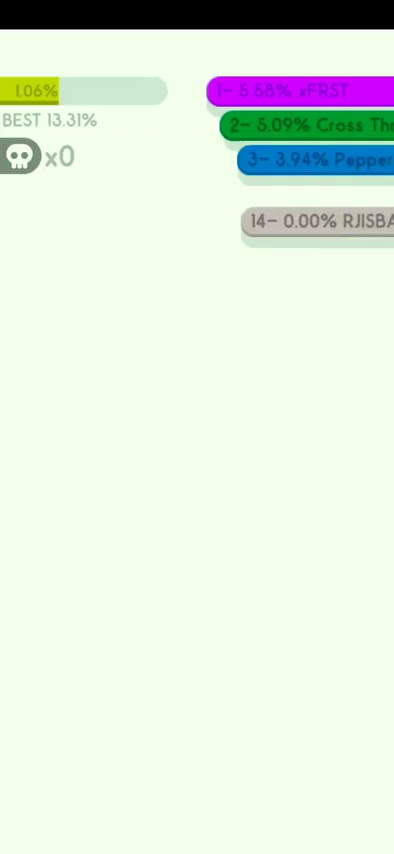 1.06%
BEST 13.31%
x0
1- 5.58% xFRST
2- 5.09% Cross Thr
3- 3.94% Pepper
14- 0.00% RJISBA